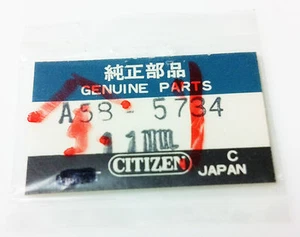 純正部品
GENUINE PARTS
A58-5734
CITIZEN
C
JAPAN